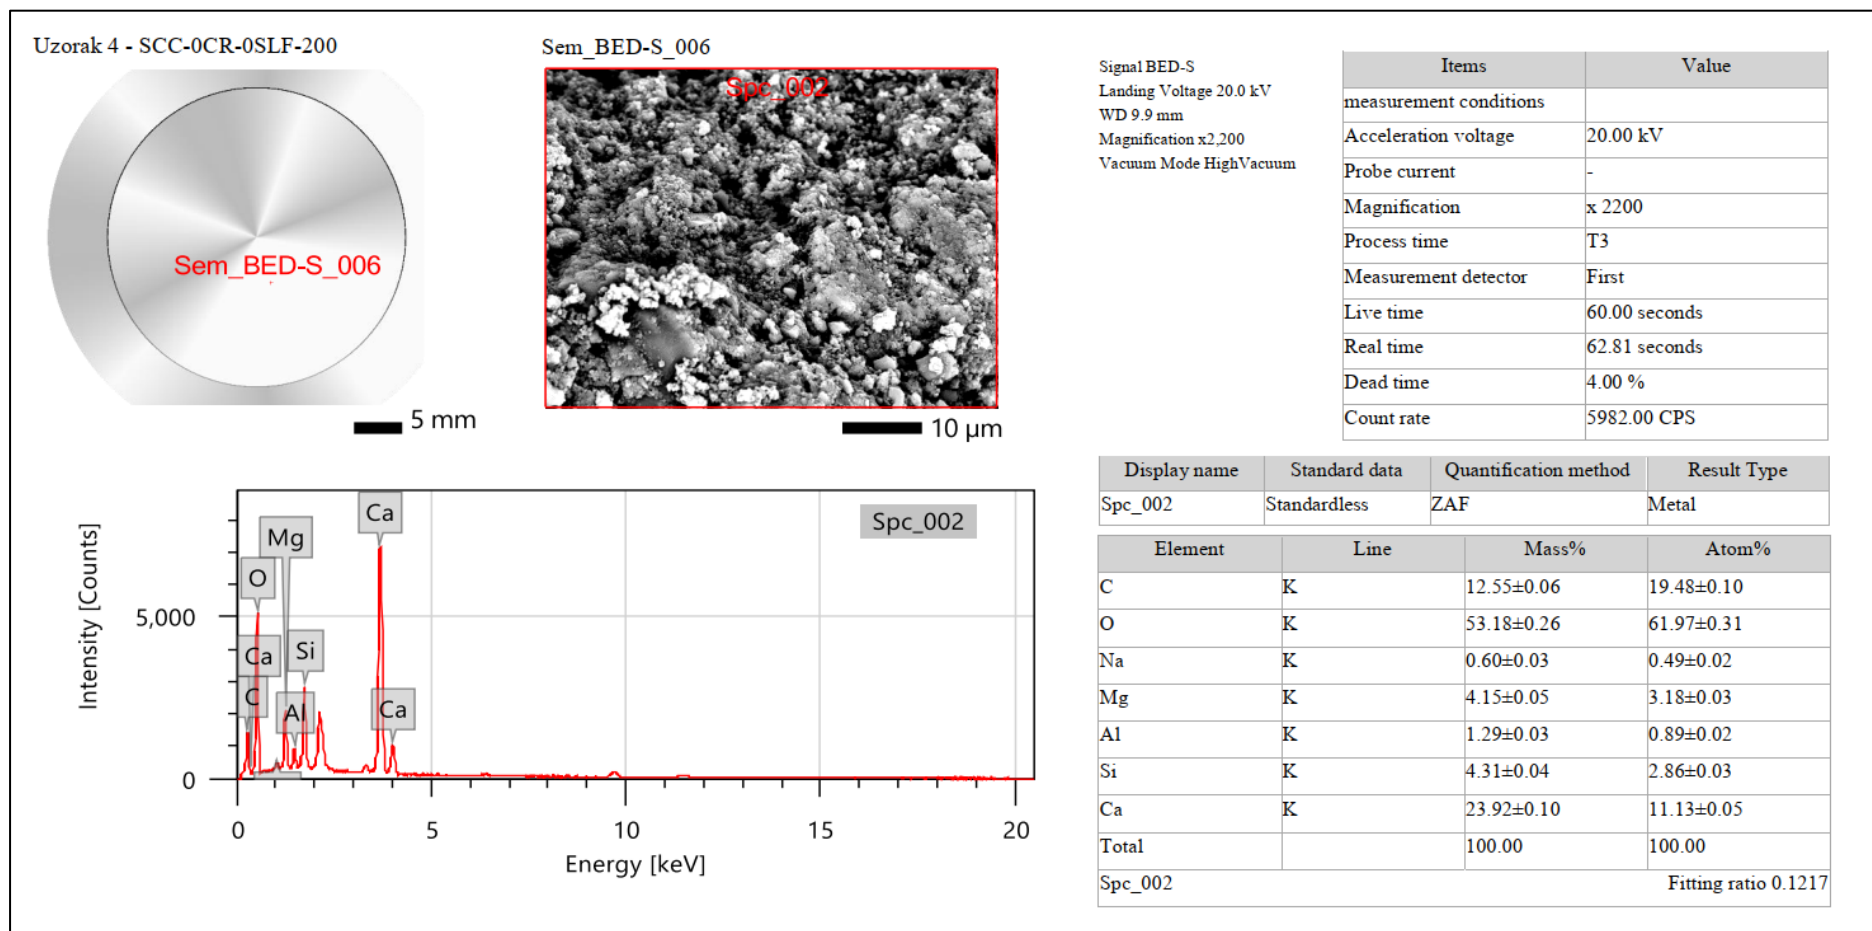 Uzorak 4 - SCC-0CR-0SLF-200
Sem_BED-S_006
Sem_BED-S_006
5 mm
Spc_002
10 µm
Signal BED-S
Landing Voltage 20.0 kV
WD 9.9 mm
Magnification x2,200
Vacuum Mode HighVacuum
Items Value
measurement conditions
Acceleration voltage 20.00 kV
Probe current -
Magnification x 2200
Process time T3
Measurement detector First
Live time 60.00 seconds
Real time 62.81 seconds
Dead time 4.00 %
Count rate 5982.00 CPS
Intensity [Counts]
5,000
0
C
Ca
O
Mg
Al
Si
Ca
Ca
Spc_002
0 5 10 15 20
Energy [keV]
Display name Standard data Quantification method Result Type
Spc_002 Standardless ZAF Metal
Element Line Mass% Atom%
C K 12.55±0.06 19.48±0.10
O K 53.18±0.26 61.97±0.31
Na K 0.60±0.03 0.49±0.02
Mg K 4.15±0.05 3.18±0.03
Al K 1.29±0.03 0.89±0.02
Si K 4.31±0.04 2.86±0.03
Ca K 23.92±0.10 11.13±0.05
Total 100.00 100.00
Spc_002 Fitting ratio 0.1217